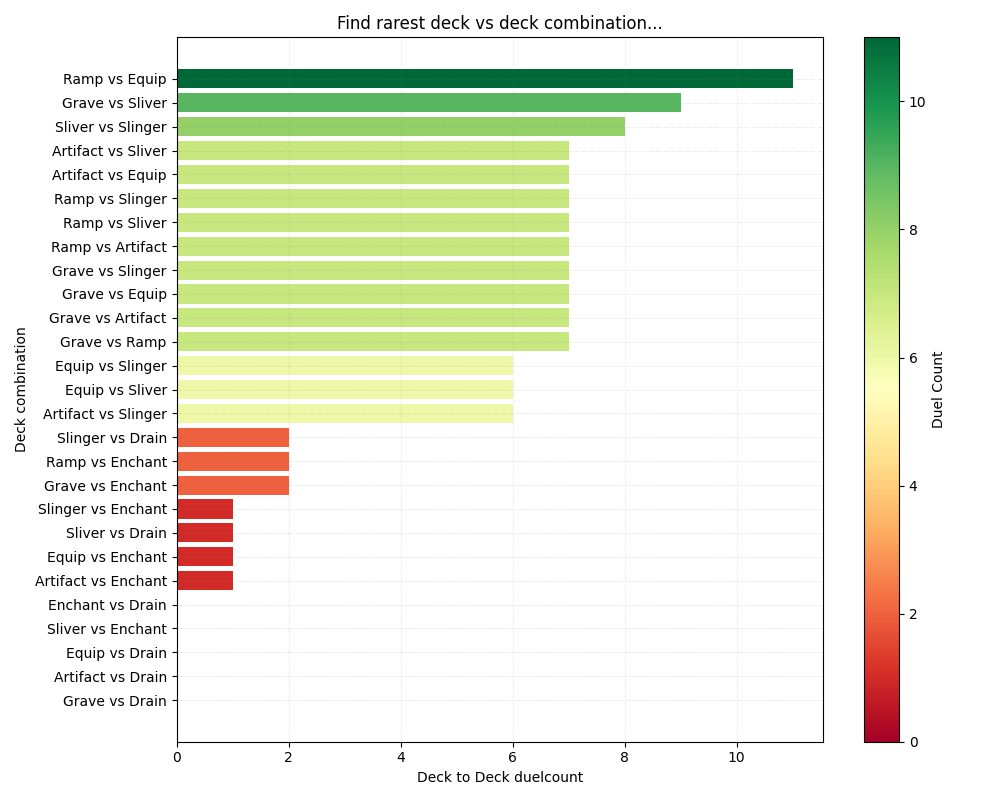 Find rarest deck vs deck combination...
Deck combination
Ramp vs Equip
Grave vs Sliver
Sliver vs Slinger
Artifact vs Sliver
Artifact vs Equip
Ramp vs Slinger
Ramp vs Sliver
Ramp vs Artifact
Grave vs Slinger
Grave vs Equip
Grave vs Artifact
Grave vs Ramp
Equip vs Slinger
Equip vs Sliver
Artifact vs Slinger
Slinger vs Drain
Ramp vs Enchant
Grave vs Enchant
Slinger vs Enchant
Sliver vs Drain
Equip vs Enchant
Artifact vs Enchant
Enchant vs Drain
Sliver vs Enchant
Equip vs Drain
Artifact vs Drain
Grave vs Drain
0 2 4 6 8 10
Deck to Deck duelcount
10
8
6
4
2
0
Duel Count